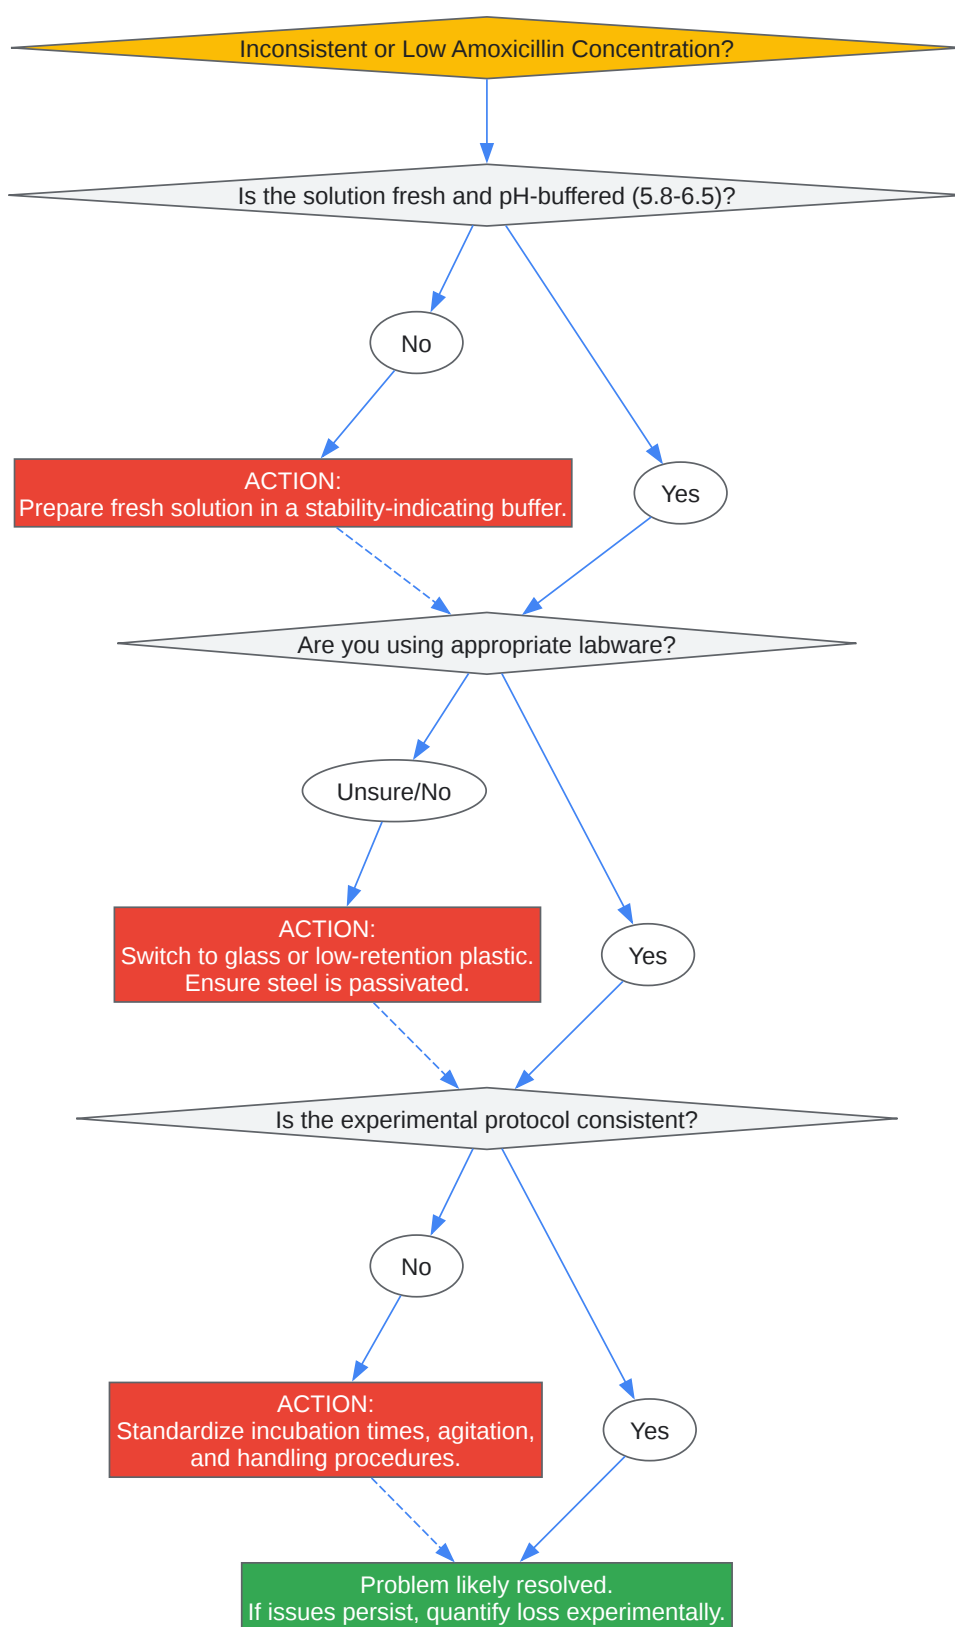 Inconsistent or Low Amoxicillin Concentration?
Is the solution fresh and pH-buffered (5.8-6.5)?
No
ACTION:
Prepare fresh solution in a stability-indicating buffer.
Yes
Are you using appropriate labware?
Unsure/No
ACTION:
Switch to glass or low-retention plastic.
Ensure steel is passivated.
Yes
Is the experimental protocol consistent?
No
ACTION:
Standardize incubation times, agitation,
and handling procedures.
Yes
Problem likely resolved.
If issues persist, quantify loss experimentally.